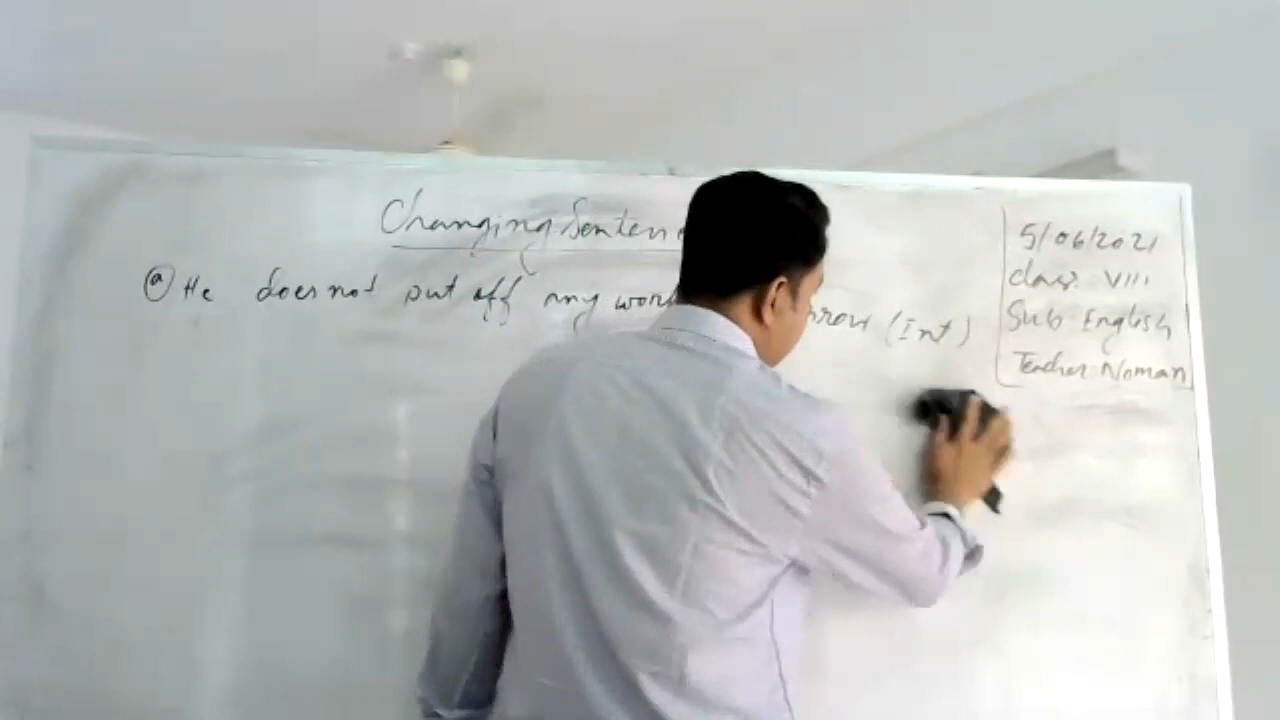 Changing Senten
ⓐ He does not put off any work (Int)
5/06/2021
class VIII
Sub English
Teacher Noman